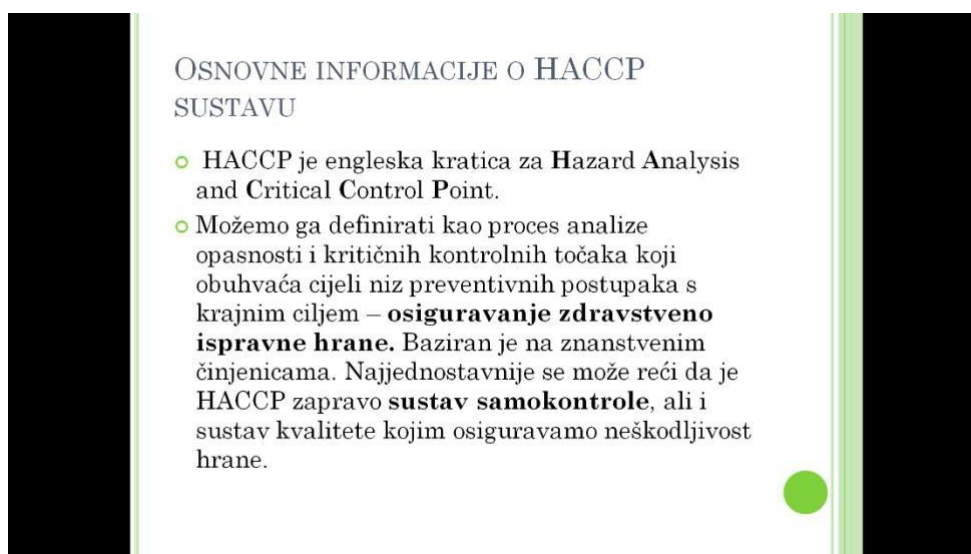 OSNOVNE INFORMACIJE O HACCP
SUSTAVU
HACCP je engleska kratica za Hazard Analysis
and Critical Control Point.
Možemo ga definirati kao proces analize
opasnosti i kritičnih kontrolnih točaka koji
obuhvaća cijeli niz preventivnih postupaka s
krajnim ciljem – osiguravanje zdravstveno
ispravne hrane. Baziran je na znanstvenim
činjenicama. Najjednostavnije se može reći da je
HACCP zapravo sustav samokontrole, ali i
sustav kvalitete kojim osiguravamo neškodljivost
hrane.